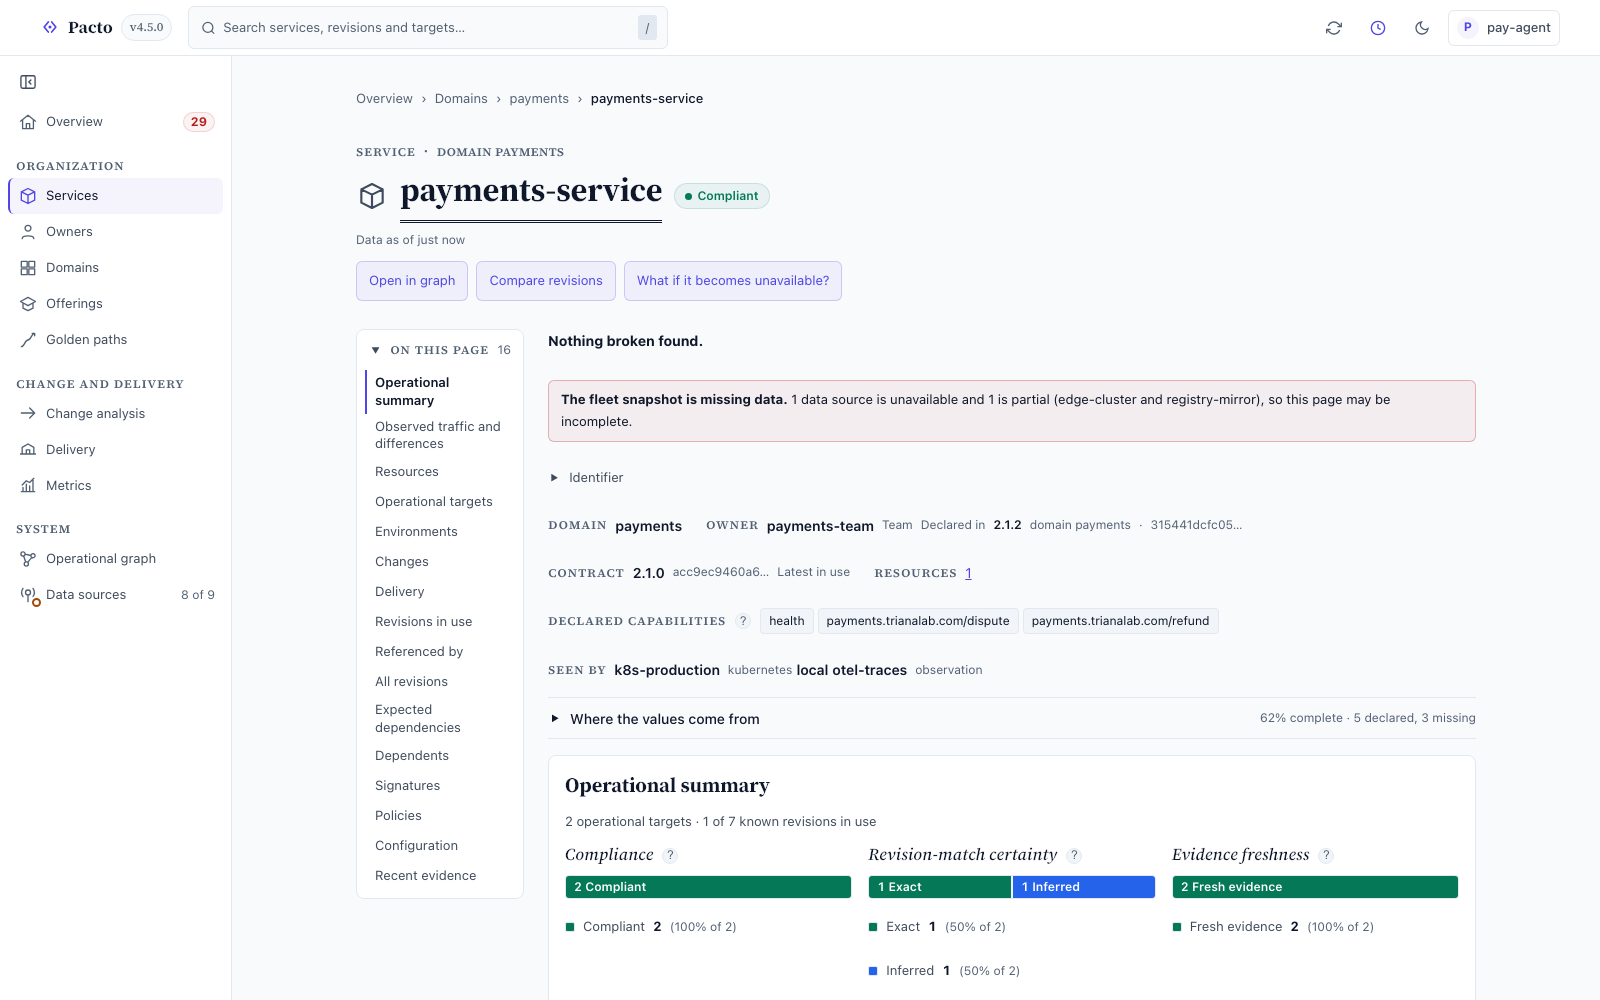 Pacto v4.5.0
Search services, revisions and targets... /
P pay-agent
Overview 29
ORGANIZATION
Services
Owners
Domains
Offerings
Golden paths
CHANGE AND DELIVERY
Change analysis
Delivery
Metrics
SYSTEM
Operational graph
Data sources 8 of 9
Overview › Domains › payments › payments-service
SERVICE · DOMAIN PAYMENTS
payments-service Compliant
Data as of just now
Open in graph Compare revisions What if it becomes unavailable?
ON THIS PAGE 16
Operational
summary
Observed traffic and
differences
Resources
Operational targets
Environments
Changes
Delivery
Revisions in use
Referenced by
All revisions
Expected
dependencies
Dependents
Signatures
Policies
Configuration
Recent evidence
Nothing broken found.
The fleet snapshot is missing data. 1 data source is unavailable and 1 is partial (edge-cluster and registry-mirror), so this page may be
incomplete.
Identifier
DOMAIN payments OWNER payments-team Team Declared in 2.1.2 domain payments · 315441dcfc05...
CONTRACT 2.1.0 acc9ec9460a6... Latest in use RESOURCES 1
DECLARED CAPABILITIES ? health payments.trianalab.com/dispute payments.trianalab.com/refund
SEEN BY k8s-production kubernetes local otel-traces observation
Where the values come from 62% complete · 5 declared, 3 missing
Operational summary
2 operational targets · 1 of 7 known revisions in use
Compliance ?
2 Compliant
Compliant 2 (100% of 2)
Revision-match certainty ?
1 Exact 1 Inferred
Exact 1 (50% of 2)
Inferred 1 (50% of 2)
Evidence freshness ?
2 Fresh evidence
Fresh evidence 2 (100% of 2)